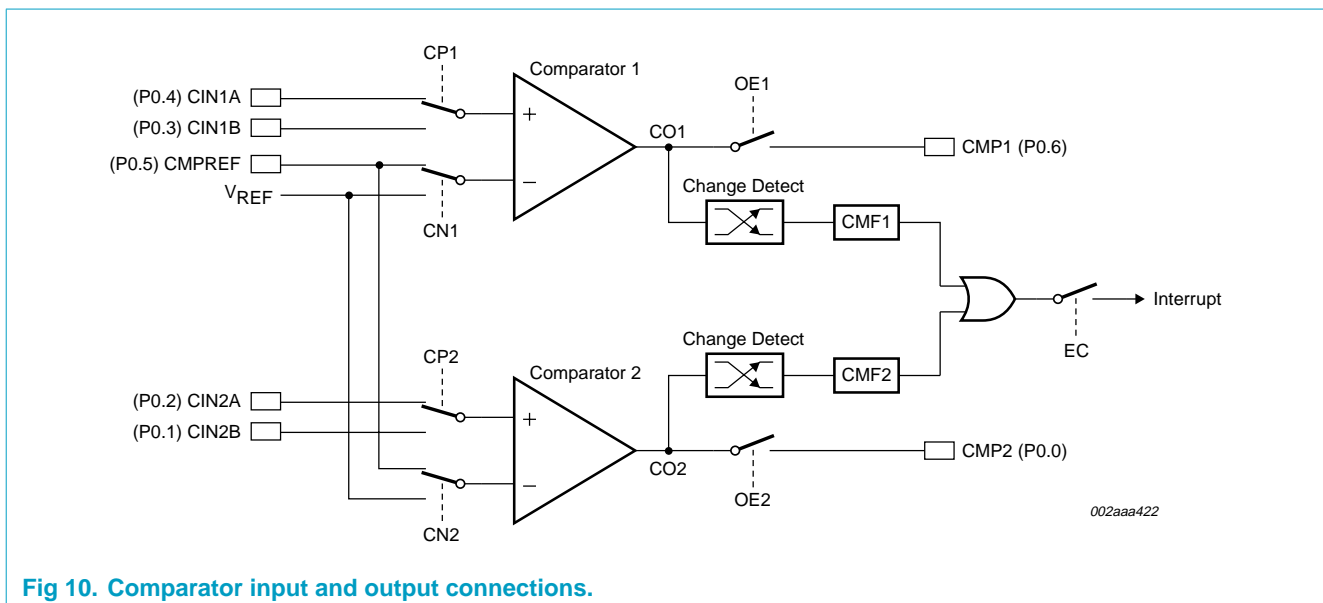 CP1
Comparator 1
OE1
(P0.4) CIN1A
(P0.3) CIN1B
(P0.5) CMPREF
VREF
CN1
+
−
CO1
CMP1 (P0.6)
Change Detect
CMF1
Interrupt
EC
Change Detect
CMF2
CP2
Comparator 2
(P0.2) CIN2A
(P0.1) CIN2B
+
−
CO2
CMP2 (P0.0)
OE2
CN2
002aaa422
Fig 10. Comparator input and output connections.